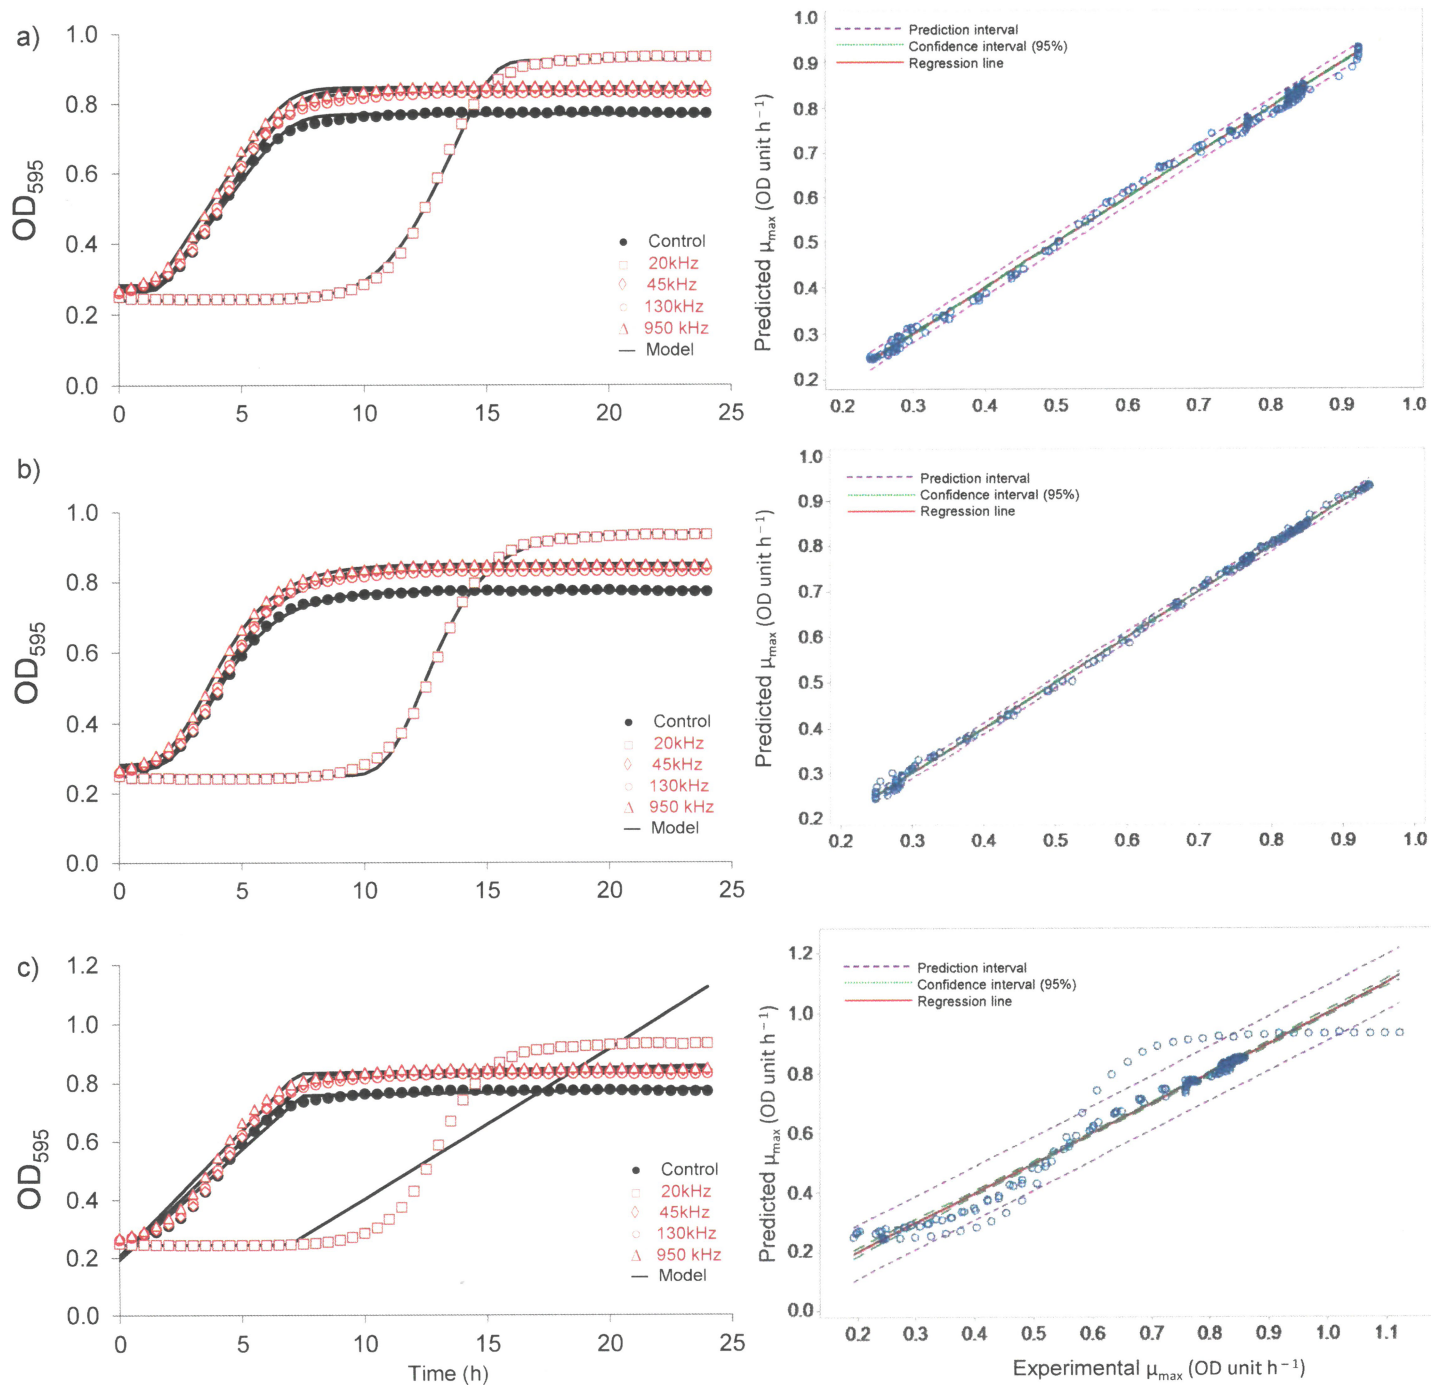 a)
OD595
1.0
0.8
0.6
0.4
0.2
0.0
0 5 10 15 20 25
Control
20kHz
45kHz
130kHz
950 kHz
Model
Predicted μmax (OD unit h−1)
1.0
0.9
0.8
0.7
0.6
0.5
0.4
0.3
0.2
0.2 0.3 0.4 0.5 0.6 0.7 0.8 0.9 1.0
Prediction interval
Confidence interval (95%)
Regression line
b)
OD595
1.0
0.8
0.6
0.4
0.2
0.0
0 5 10 15 20 25
Control
20kHz
45kHz
130kHz
950 kHz
Model
Predicted μmax (OD unit h−1)
1.0
0.9
0.8
0.7
0.6
0.5
0.4
0.3
0.2
0.2 0.3 0.4 0.5 0.6 0.7 0.8 0.9 1.0
Prediction interval
Confidence interval (95%)
Regression line
c)
OD595
1.2
1.0
0.8
0.6
0.4
0.2
0.0
0 5 10 15 20 25
Time (h)
Control
20kHz
45kHz
130kHz
950 kHz
Model
Predicted μmax (OD unit h−1)
1.2
1.0
0.8
0.6
0.4
0.2
0.0
0.2 0.3 0.4 0.5 0.6 0.7 0.8 0.9 1.0 1.1
Experimental μmax (OD unit h−1)
Prediction interval
Confidence interval (95%)
Regression line